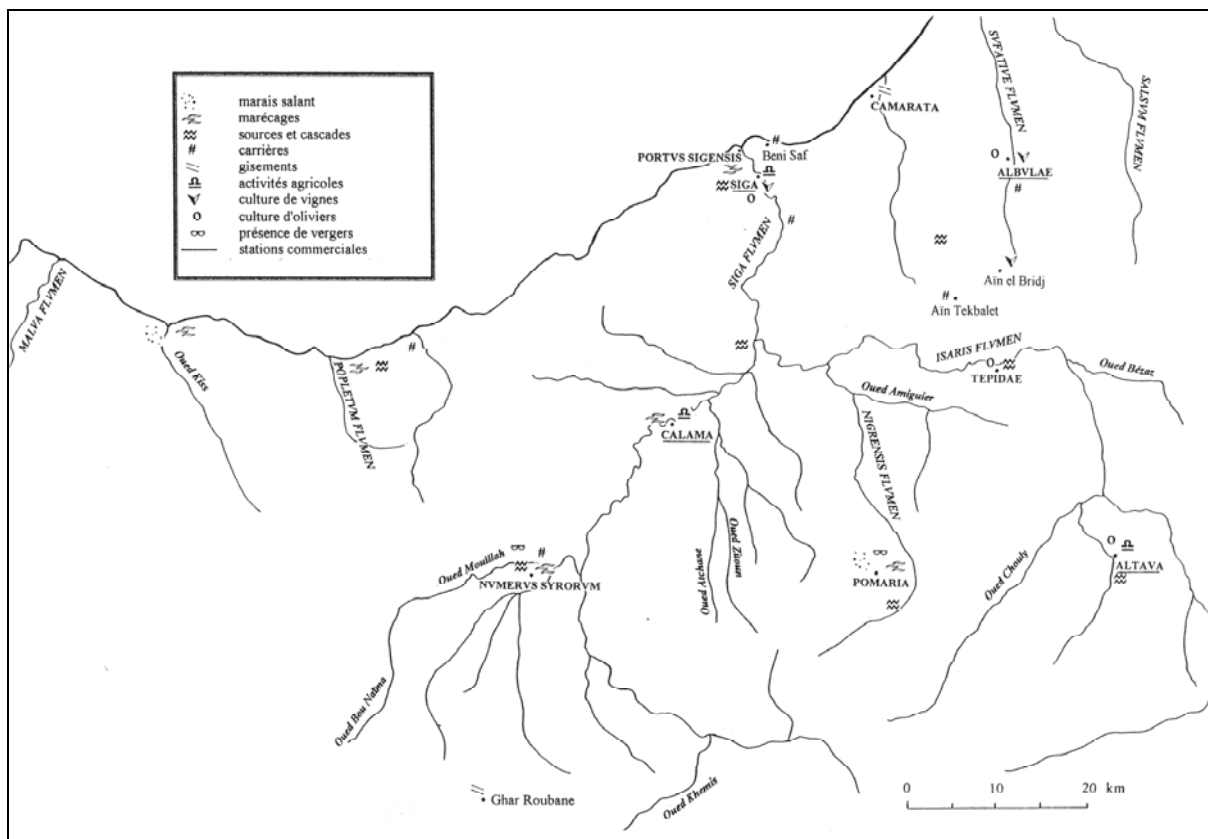 marais salant
marécages
sources et cascades
# carrières
gisements
activités agricoles
culture de vignes
o culture d'oliviers
présence de vergers
stations commerciales
MALVA FLVMEN
Oued Kiss
POPLETVM FLVMEN
PORTVS SIGENSIS
Beni Saf
#
SIGA
o
#
SIGA FLVMEN
CAMARATA
SVFATIVE FLVMEN
SALSVM FLVMEN
o
ALBVLAE
#
Aïn el Bridj
#
Aïn Tekbalet
#
ISARIS FLVMEN
o
TEPIDAE
Oued Bézaz
Oued Amiguier
NIGRENSIS FLVMEN
CALAMA
Oued Atchane
Oued Zitoun
Oued Mouillah
#
NVMERVS SYRORVM
POMARIA
Oued Chouly
o
ALTAVA
Oued Bou Naïma
Oued Khemis
Ghar Roubane
0 10 20 km